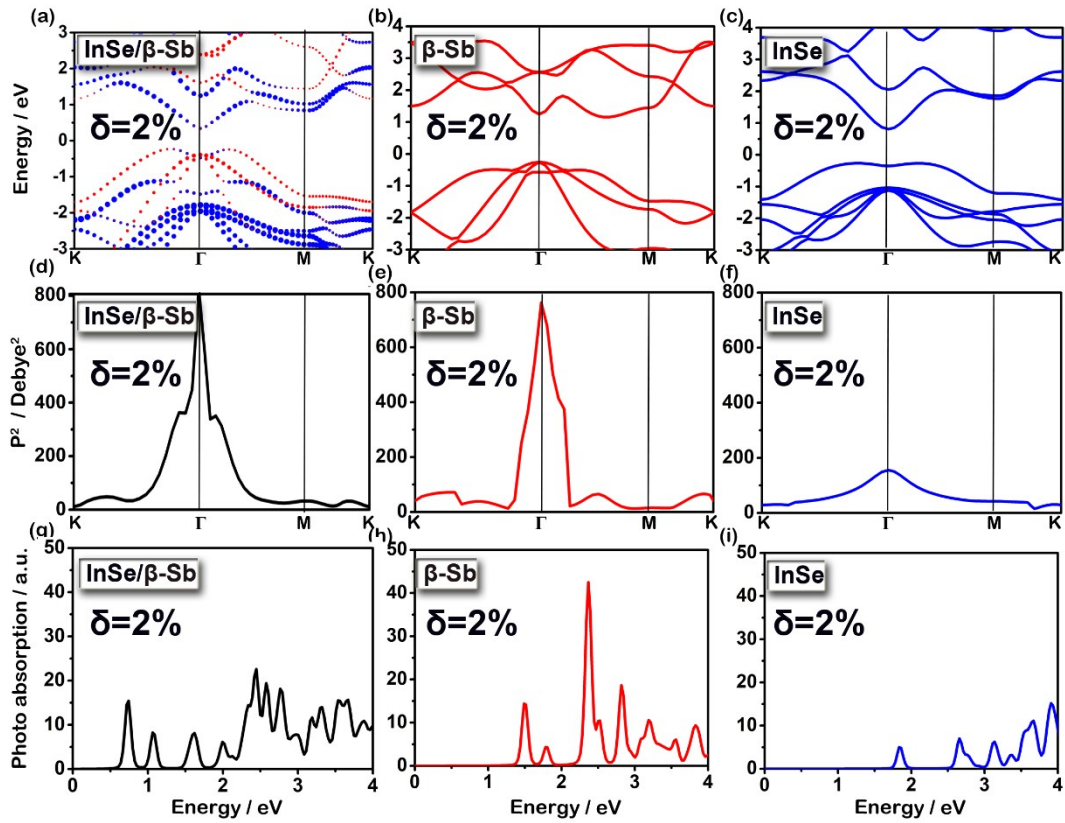 (a)
InSe/β-Sb
δ=2%
Energy / eV
3
2
1
0
-1
-2
-3
K
Γ
M
K
(b)
β-Sb
δ=2%
4
3
2
1
0
-1
-2
-3
K
Γ
M
K
(c)
InSe
δ=2%
4
3
2
1
0
-1
-2
-3
K
Γ
M
K
(d)
InSe/β-Sb
δ=2%
P² / Debye²
800
600
400
200
0
K
Γ
M
K
(e)
β-Sb
δ=2%
800
600
400
200
0
K
Γ
M
K
(f)
InSe
δ=2%
800
600
400
200
0
K
Γ
M
K
(g)
InSe/β-Sb
δ=2%
Photo absorption / a.u.
50
40
30
20
10
0
0
1
2
3
4
Energy / eV
(h)
β-Sb
δ=2%
50
40
30
20
10
0
0
1
2
3
4
Energy / eV
(i)
InSe
δ=2%
50
40
30
20
10
0
0
1
2
3
4
Energy / eV